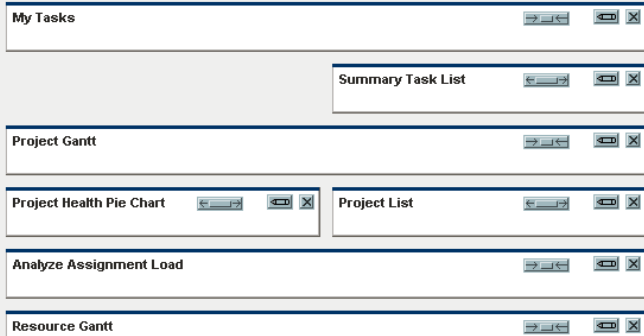 My Tasks
Summary Task List
Project Gantt
Project Health Pie Chart
Project List
Analyze Assignment Load
Resource Gantt